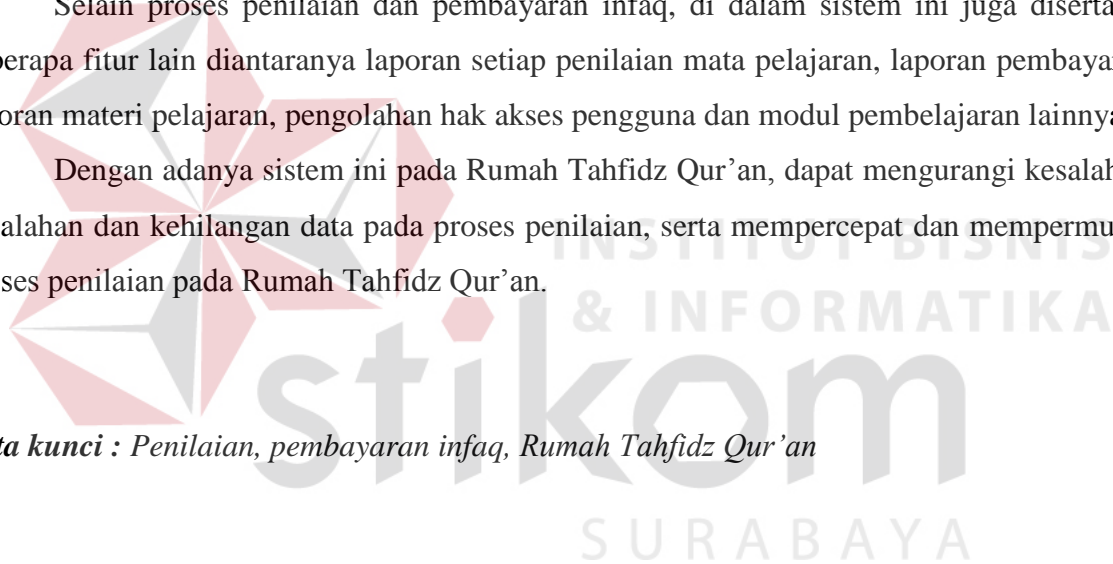 Selain proses penilaian dan pembayaran infaq, di dalam sistem ini juga diserta
berapa fitur lain diantaranya laporan setiap penilaian mata pelajaran, laporan pembayar
oran materi pelajaran, pengolahan hak akses pengguna dan modul pembelajaran lainnya
Dengan adanya sistem ini pada Rumah Tahfidz Qur’an, dapat mengurangi kesalah
alahan dan kehilangan data pada proses penilaian, serta mempercepat dan mempermu
ses penilaian pada Rumah Tahfidz Qur’an.
INSTITUT BISNIS
& INFORMATIKA
stikom
SURABAYA
ta kunci : Penilaian, pembayaran infaq, Rumah Tahfidz Qur’an